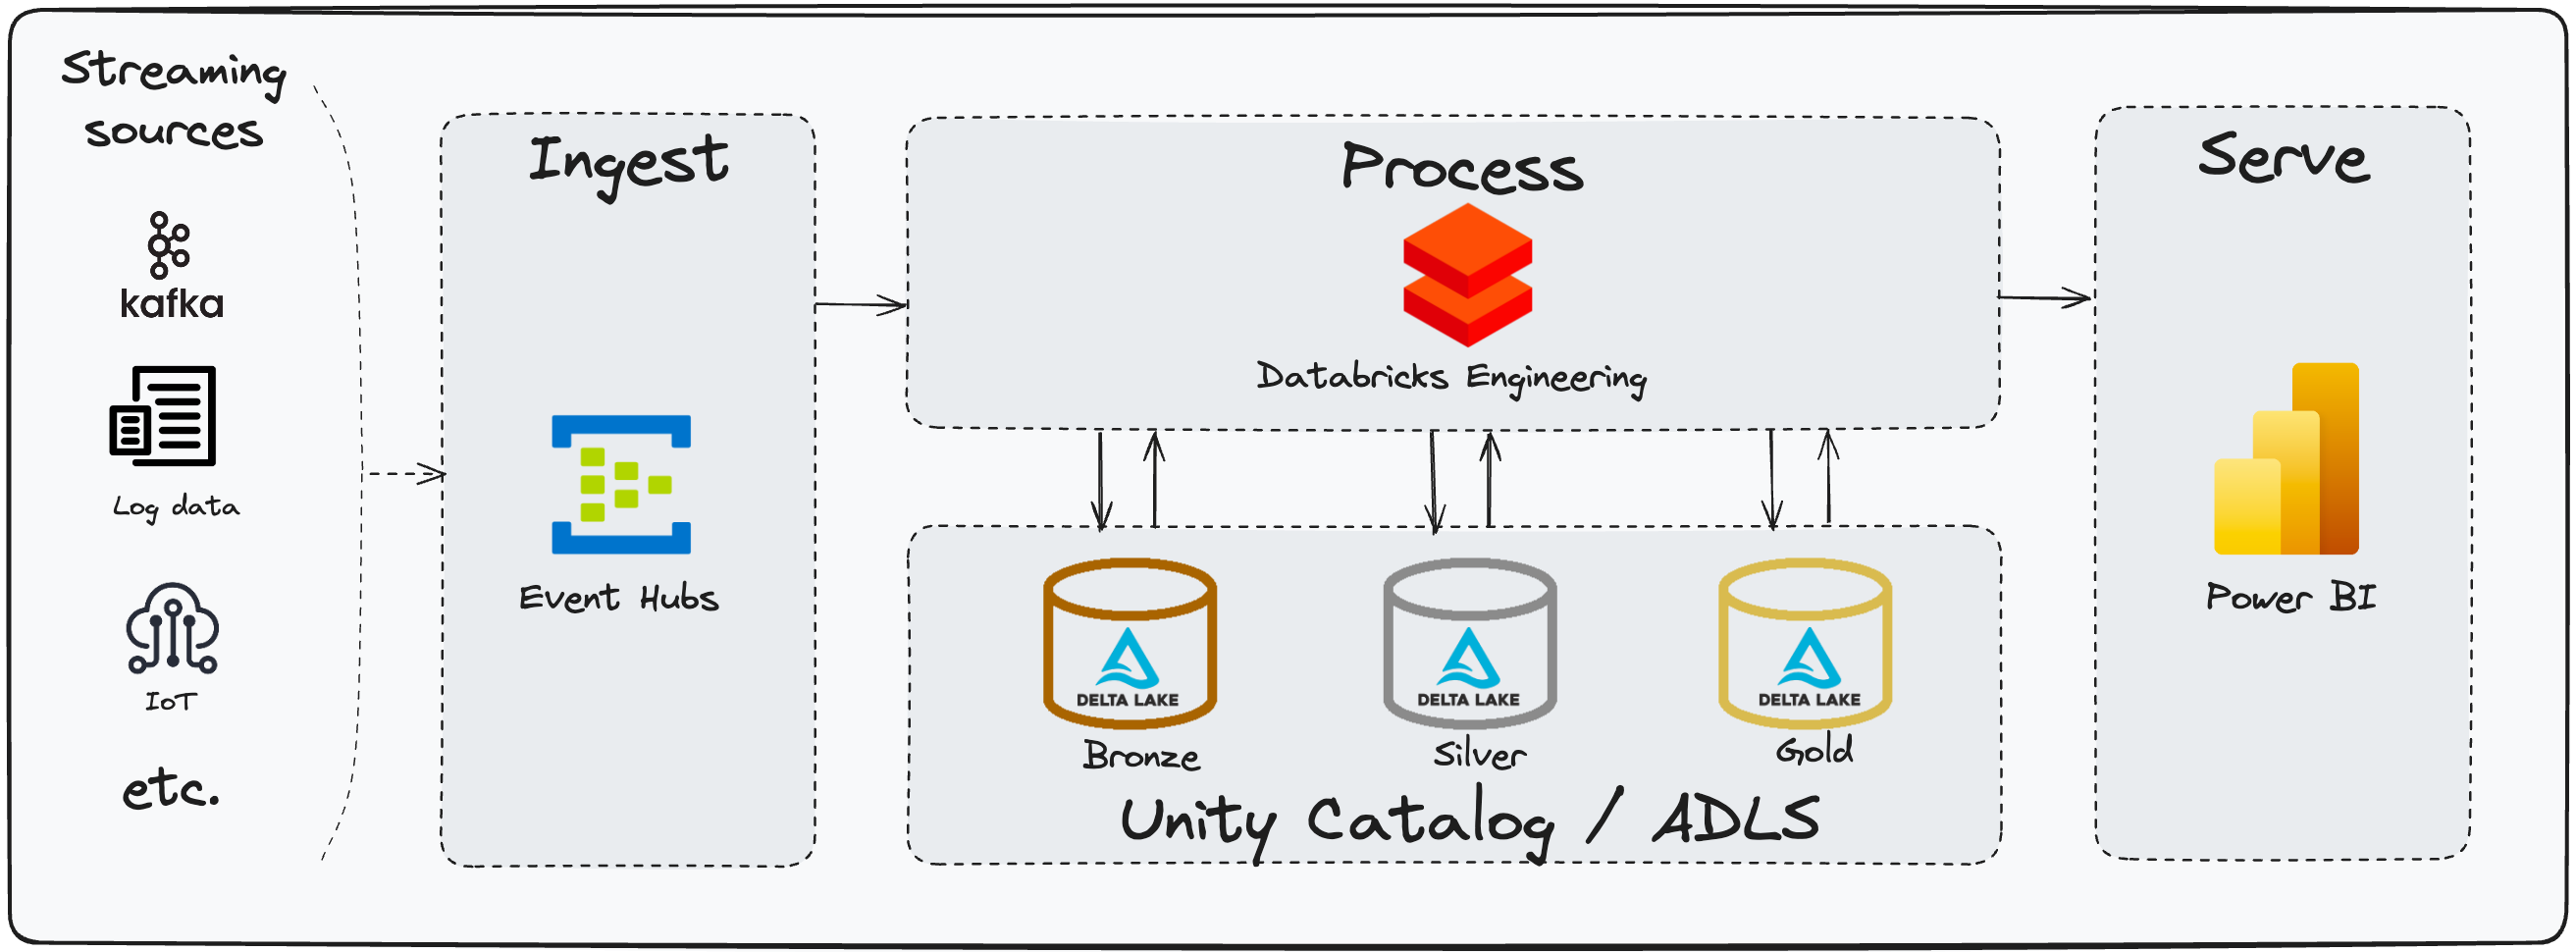 Streaming
sources
kafka
Log data
IoT
etc.
Ingest
Event Hubs
Process
Databricks Engineering
DELTA LAKE
Bronze
DELTA LAKE
Silver
DELTA LAKE
Gold
Unity Catalog / ADLS
Serve
Power BI